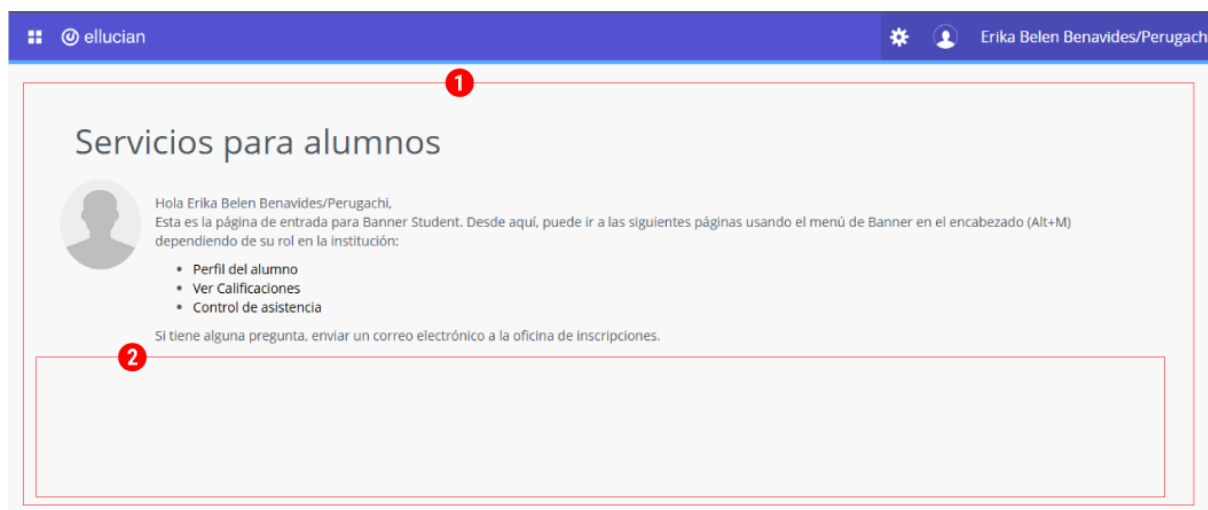 ellucian
Erika Belen Benavides/Perugach
1
Servicios para alumnos
Hola Erika Belen Benavides/Perugachi,
Esta es la página de entrada para Banner Student. Desde aquí, puede ir a las siguientes páginas usando el menú de Banner en el encabezado (Alt+M)
dependiendo de su rol en la institución:
• Perfil del alumno
• Ver Calificaciones
• Control de asistencia
Si tiene alguna pregunta, enviar un correo electrónico a la oficina de inscripciones.
2